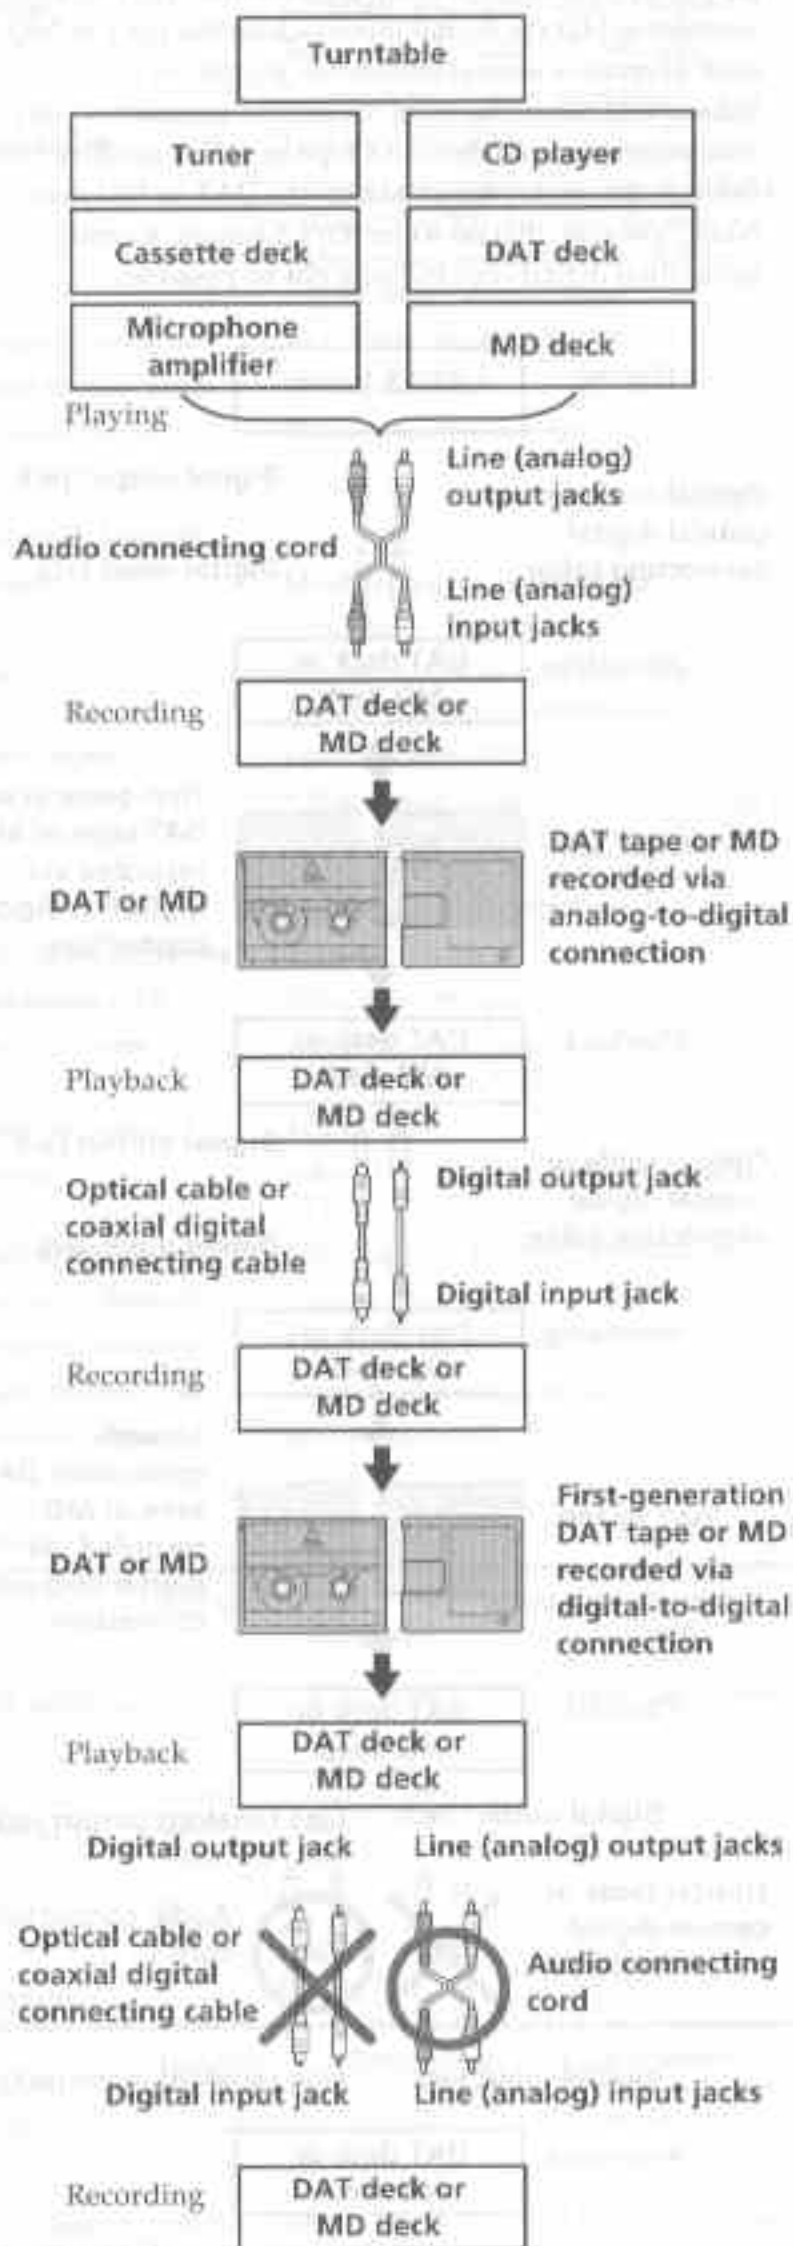 Turntable
Tuner
CD player
Cassette deck
DAT deck
Microphone
amplifier
MD deck
Playing
Line (analog)
output jacks
Audio connecting cord
Line (analog)
input jacks
Recording
DAT deck or
MD deck
DAT or MD
DAT tape or MD
recorded via
analog-to-digital
connection
Playback
DAT deck or
MD deck
Optical cable or
coaxial digital
connecting cable
Digital output jack
Digital input jack
Recording
DAT deck or
MD deck
DAT or MD
First-generation
DAT tape or MD
recorded via
digital-to-digital
connection
Playback
DAT deck or
MD deck
Digital output jack
Line (analog) output jacks
Optical cable or
coaxial digital
connecting cable
Audio connecting
cord
Digital input jack
Line (analog) input jacks
Recording
DAT deck or
MD deck